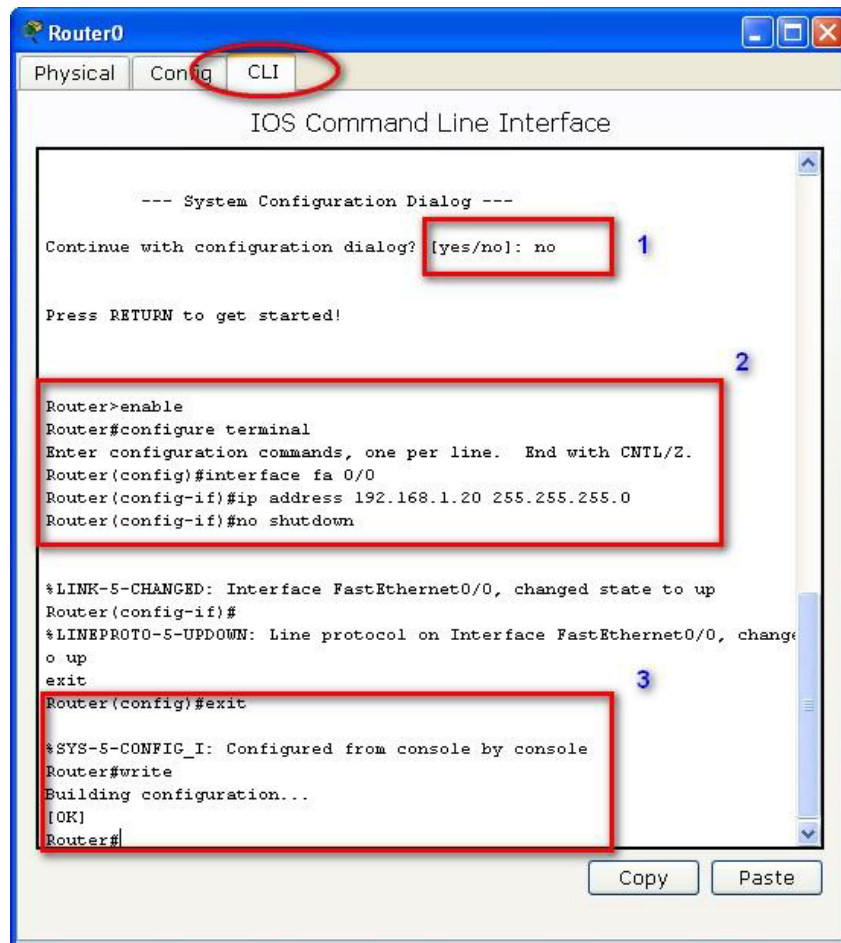 Router0
Physical Config CLI
IOS Command Line Interface
--- System Configuration Dialog ---
Continue with configuration dialog? [yes/no]: no
1
Press RETURN to get started!
2
Router>enable
Router#configure terminal
Enter configuration commands, one per line.  End with CNTL/Z.
Router(config)#interface fa 0/0
Router(config-if)#ip address 192.168.1.20 255.255.255.0
Router(config-if)#no shutdown
%LINK-5-CHANGED: Interface FastEthernet0/0, changed state to up
Router(config-if)#
%LINEPROTO-5-UPDOWN: Line protocol on Interface FastEthernet0/0, change
o up
exit
3
Router(config)#exit
%SYS-5-CONFIG_I: Configured from console by console
Router#write
Building configuration...
[OK]
Router#
Copy Paste